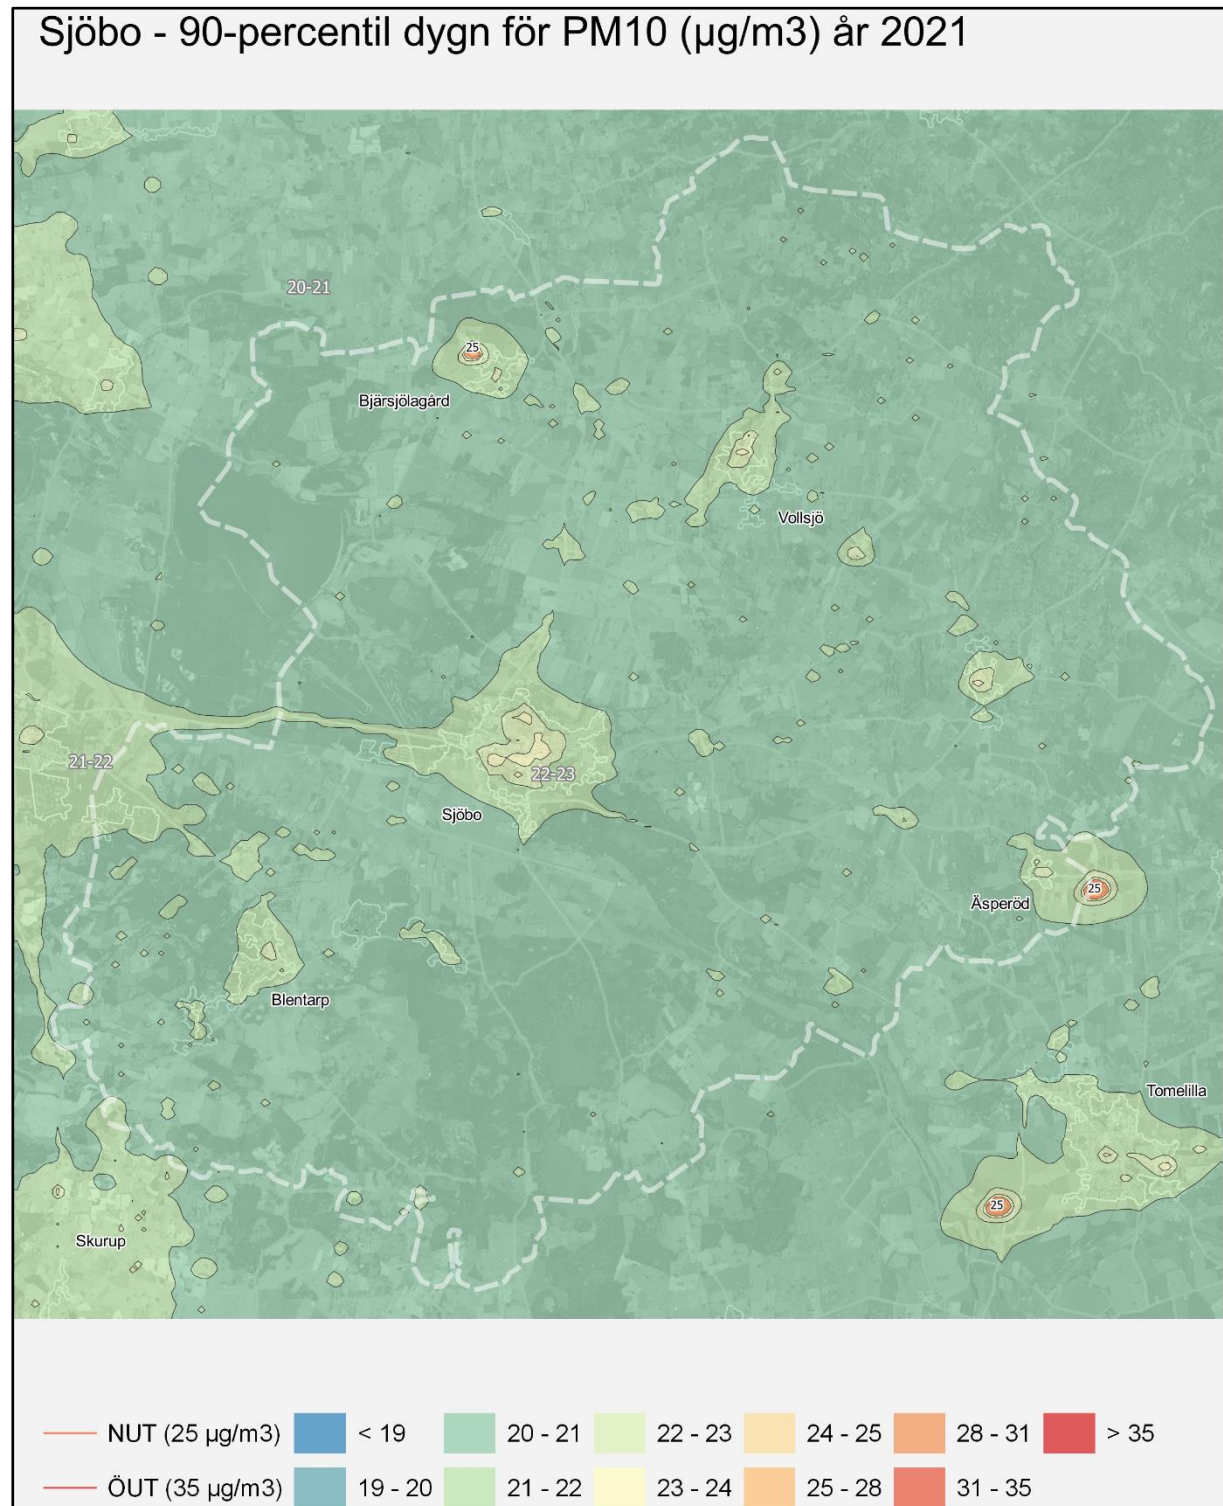 Sjöbo - 90-percentil dygn för PM10 (µg/m3) år 2021
20-21
25
Bjärsjölagård
Vollsjö
21-22
22-23
Sjöbo
25
Äsperöd
Blentarp
Tomelilla
25
Skurup
NUT (25 µg/m3) < 19 20 - 21 22 - 23 24 - 25 28 - 31 > 35
ÖUT (35 µg/m3) 19 - 20 21 - 22 23 - 24 25 - 28 31 - 35